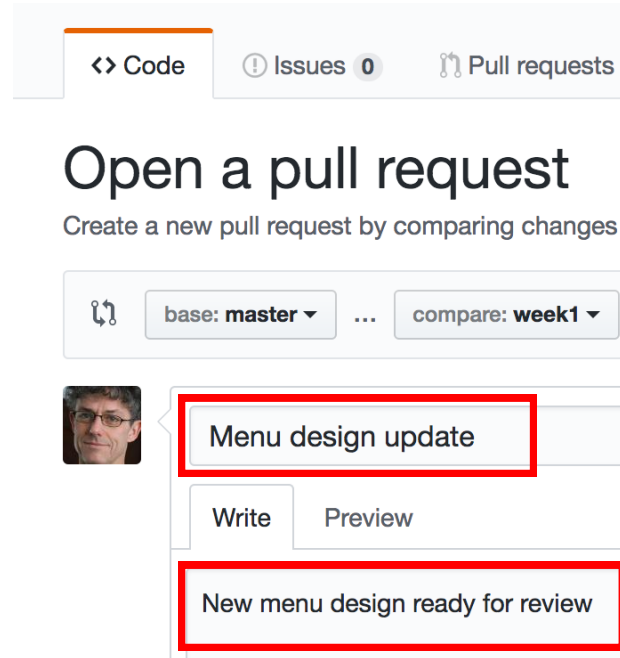 <> Code Issues 0 Pull requests
Open a pull request
Create a new pull request by comparing changes
base: master ... compare: week1
Menu design update
Write Preview
New menu design ready for review